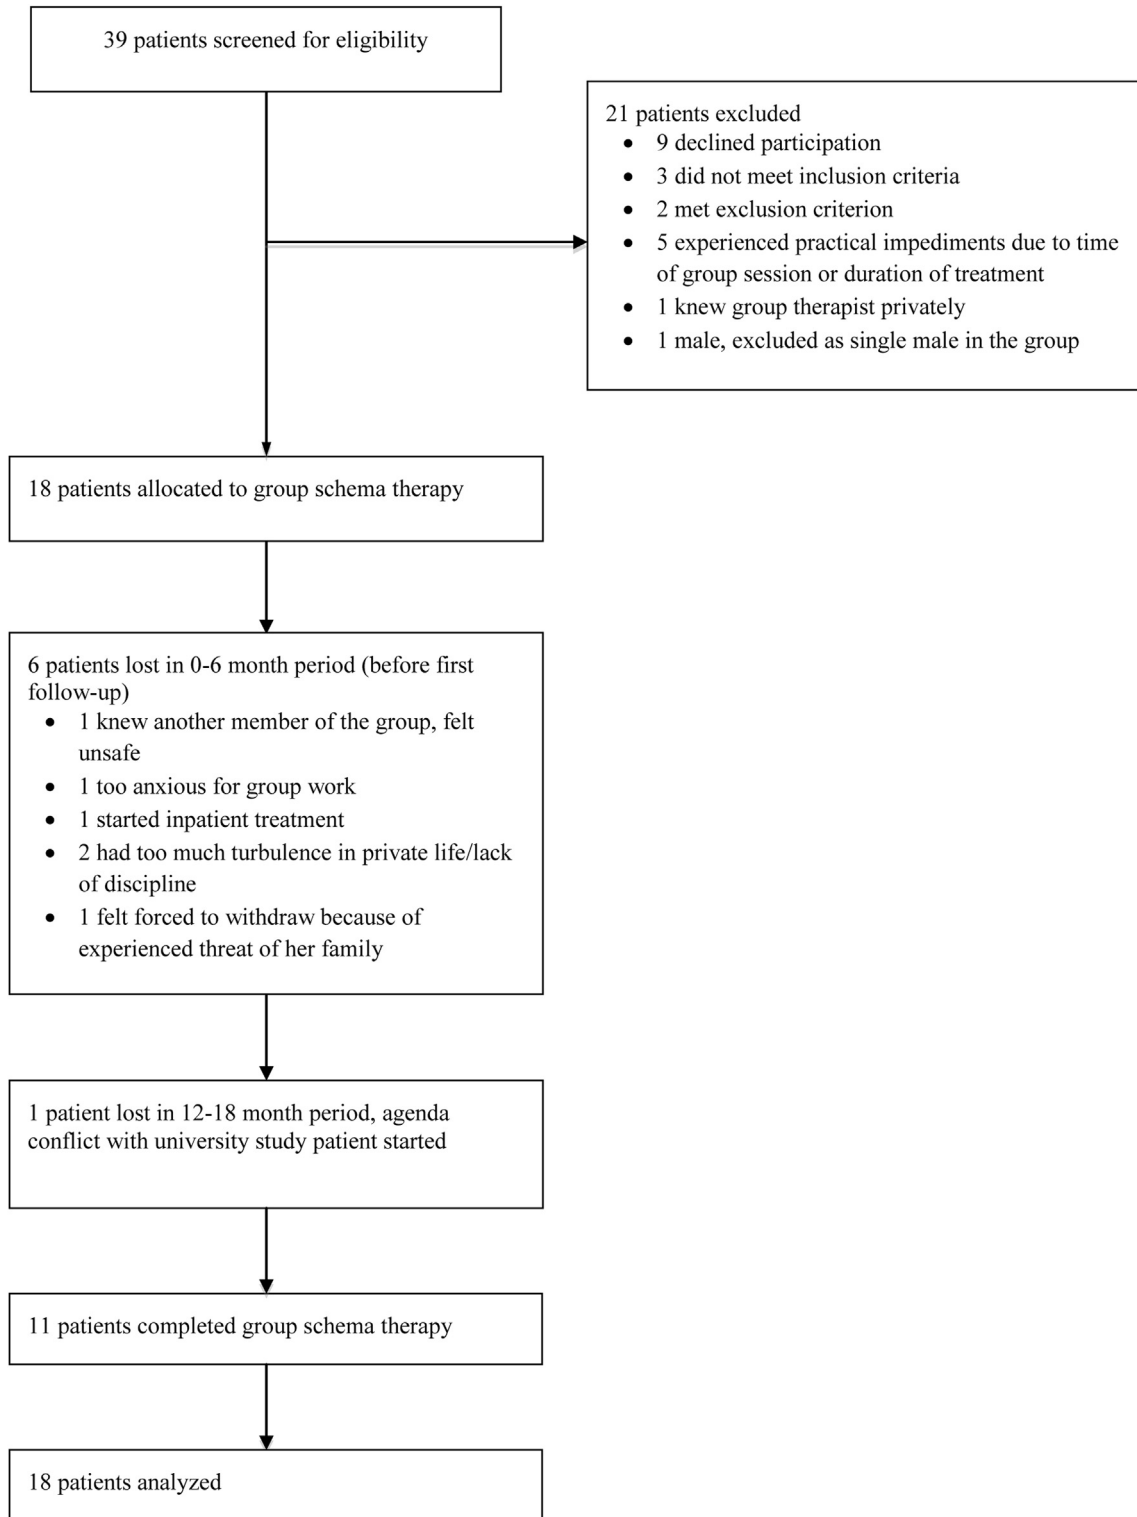 39 patients screened for eligibility
21 patients excluded
• 9 declined participation
• 3 did not meet inclusion criteria
• 2 met exclusion criterion
• 5 experienced practical impediments due to time
of group session or duration of treatment
• 1 knew group therapist privately
• 1 male, excluded as single male in the group
18 patients allocated to group schema therapy
6 patients lost in 0-6 month period (before first
follow-up)
• 1 knew another member of the group, felt
unsafe
• 1 too anxious for group work
• 1 started inpatient treatment
• 2 had too much turbulence in private life/lack
of discipline
• 1 felt forced to withdraw because of
experienced threat of her family
1 patient lost in 12-18 month period, agenda
conflict with university study patient started
11 patients completed group schema therapy
18 patients analyzed